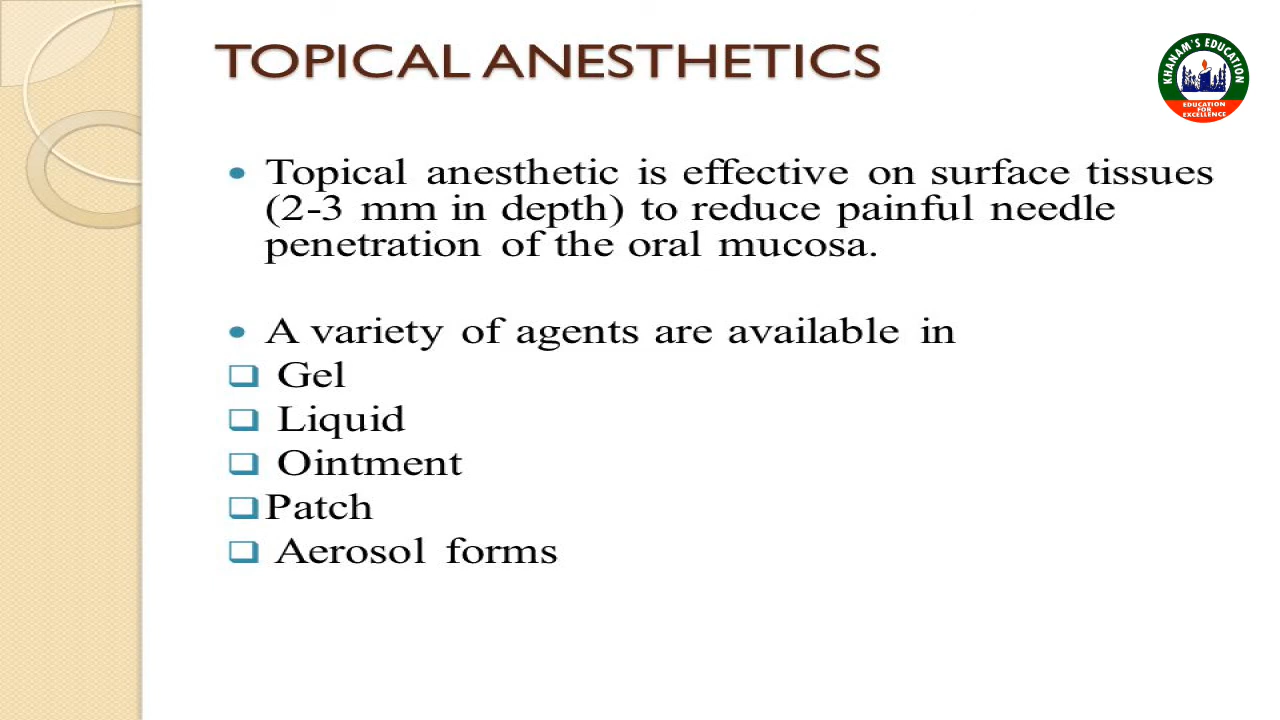 TOPICAL ANESTHETICS
KHANAM'S EDUCATION
EDUCATION
FOR
EXCELLENCE
• Topical anesthetic is effective on surface tissues
(2-3 mm in depth) to reduce painful needle
penetration of the oral mucosa.
• A variety of agents are available in
❑ Gel
❑ Liquid
❑ Ointment
❑ Patch
❑ Aerosol forms